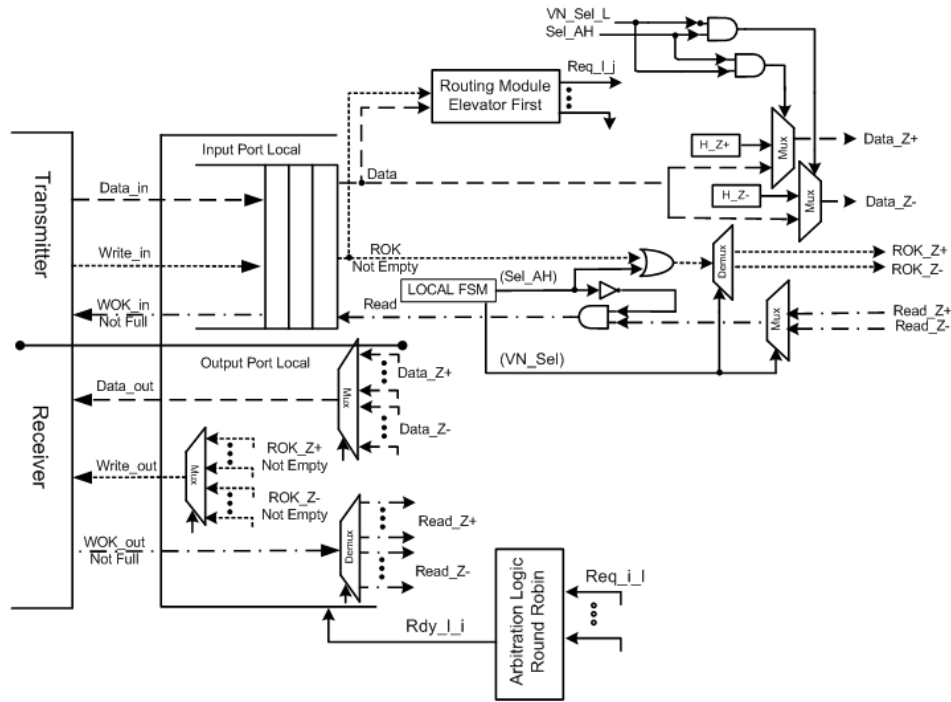 VN_Sel_L
Sel_AH
Req_l_j
Routing Module
Elevator First
Input Port Local
Transmitter
Data_in
Data
H_Z+
Mux
Data_Z+
H_Z-
Mux
Data_Z-
Write_in
ROK
Not Empty
Demux
ROK_Z+
ROK_Z-
(Sel_AH)
LOCAL FSM
WOK_in
Not Full
Read
Mux
Read_Z+
Read_Z-
(VN_Sel)
Output Port Local
Receiver
Data_out
Mux
Data_Z+
Data_Z-
Write_out
Mux
ROK_Z+
Not Empty
ROK_Z-
Not Empty
WOK_out
Not Full
Demux
Read_Z+
Read_Z-
Rdy_l_i
Arbitration Logic
Round Robin
Req_i_l